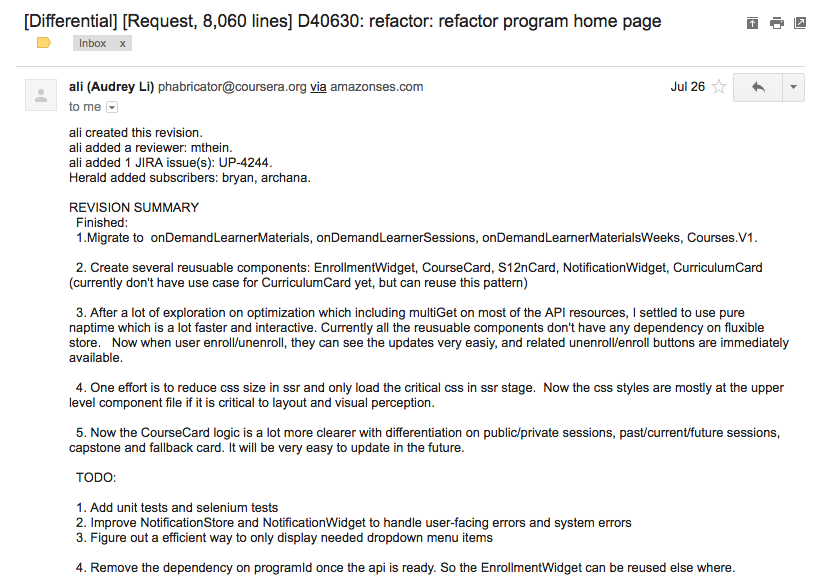 [Differential] [Request, 8,060 lines] D40630: refactor: refactor program home page
Inbox x
ali (Audrey Li) phabricator@coursera.org via amazonses.com
Jul 26
to me
ali created this revision.
ali added a reviewer: mthein.
ali added 1 JIRA issue(s): UP-4244.
Herald added subscribers: bryan, archana.
REVISION SUMMARY
Finished:
1.Migrate to onDemandLearnerMaterials, onDemandLearnerSessions, onDemandLearnerMaterialsWeeks, Courses.V1.
2. Create several reusuable components: EnrollmentWidget, CourseCard, S12nCard, NotificationWidget, CurriculumCard
(currently don't have use case for CurriculumCard yet, but can reuse this pattern)
3. After a lot of exploration on optimization which including multiGet on most of the API resources, I settled to use pure
naptime which is a lot faster and interactive. Currently all the reusuable components don't have any dependency on fluxible
store. Now when user enroll/unenroll, they can see the updates very easiy, and related unenroll/enroll buttons are immediately
available.
4. One effort is to reduce css size in ssr and only load the critical css in ssr stage. Now the css styles are mostly at the upper
level component file if it is critical to layout and visual perception.
5. Now the CourseCard logic is a lot more clearer with differentiation on public/private sessions, past/current/future sessions,
capstone and fallback card. It will be very easy to update in the future.
TODO:
1. Add unit tests and selenium tests
2. Improve NotificationStore and NotificationWidget to handle user-facing errors and system errors
3. Figure out a efficient way to only display needed dropdown menu items
4. Remove the dependency on programId once the api is ready. So the EnrollmentWidget can be reused else where.